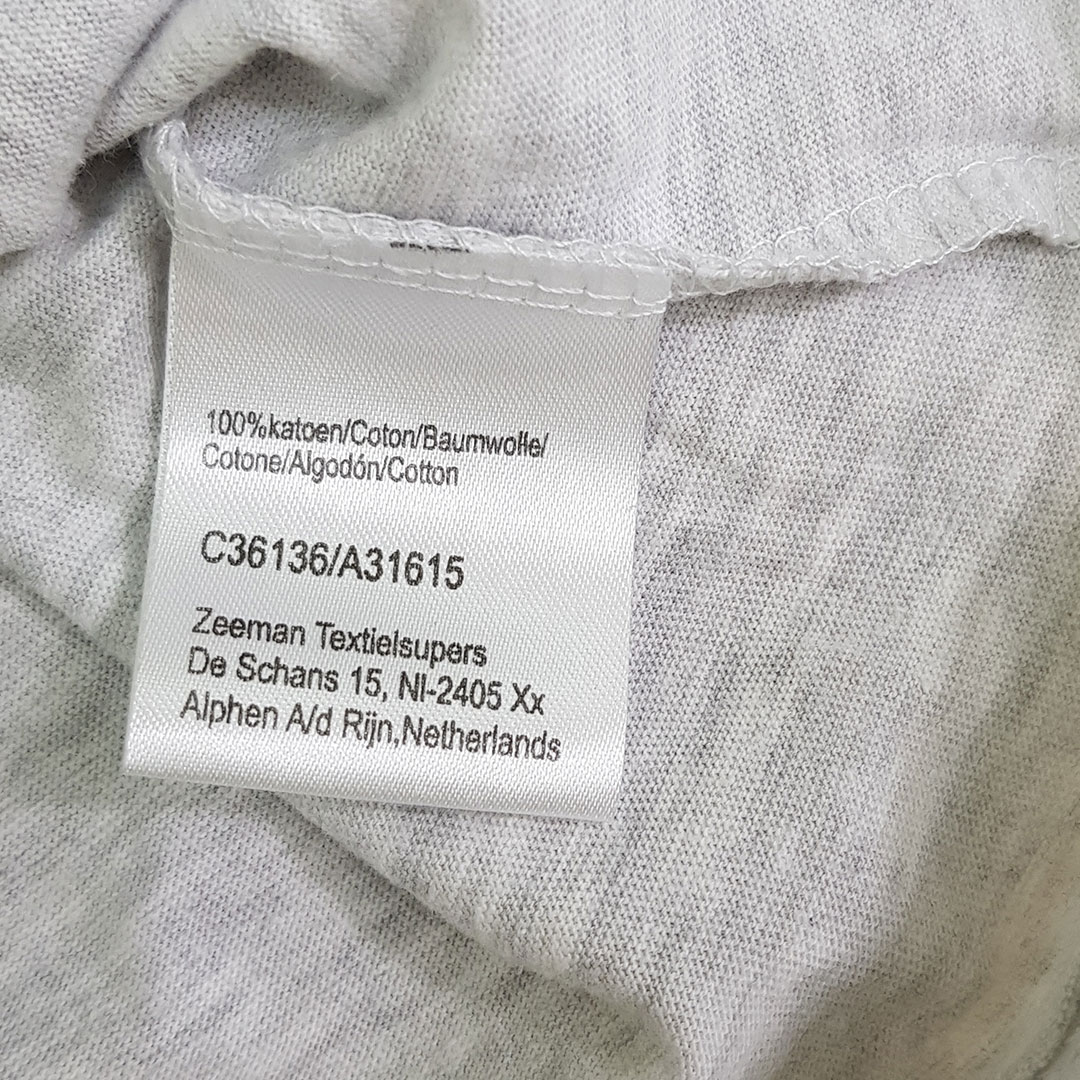 100%katoen/Coton/Baumwolle/
Cotone/Algodón/Cotton
C36136/A31615
Zeeman Textielsupers
De Schans 15, Nl-2405 Xx
Alphen A/d Rijn,Netherlands